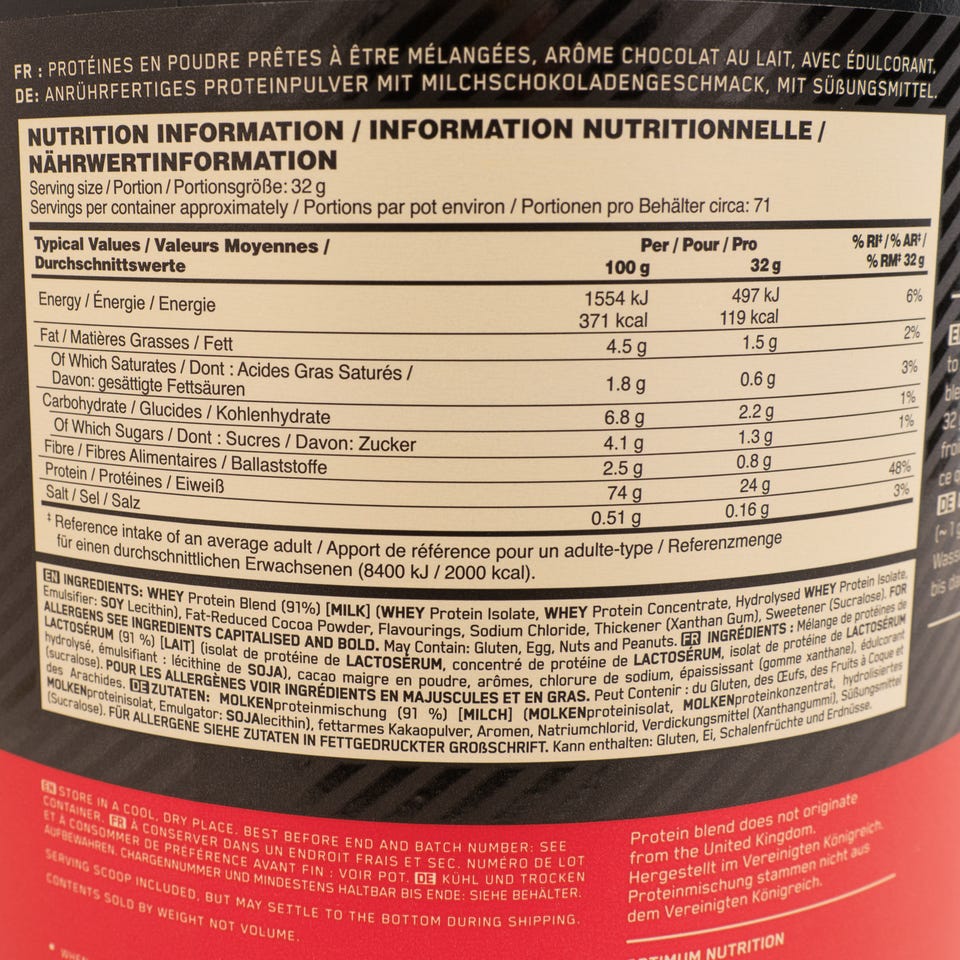 FR : PROTÉINES EN POUDRE PRÊTES À ÊTRE MÉLANGÉES, ARÔME CHOCOLAT AU LAIT, AVEC ÉDULCORANT.
DE: ANRÜHRFERTIGES PROTEINPULVER MIT MILCHSCHOKOLADENGESCHMACK, MIT SÜßUNGSMITTEL.
NUTRITION INFORMATION / INFORMATION NUTRITIONNELLE /
NÄHRWERTINFORMATION
Serving size / Portion / Portionsgröße: 32 g
Servings per container approximately / Portions par pot environ / Portionen pro Behälter circa: 71
Typical Values / Valeurs Moyennes / Per / Pour / Pro % RI‡ / % AR‡ /
Durchschnittswerte 100 g 32 g % RM‡ 32 g
Energy / Énergie / Energie 1554 kJ 497 kJ 6%
371 kcal 119 kcal
Fat / Matières Grasses / Fett 4.5 g 1.5 g 2%
Of Which Saturates / Dont : Acides Gras Saturés /
Davon: gesättigte Fettsäuren 1.8 g 0.6 g 3%
Carbohydrate / Glucides / Kohlenhydrate 6.8 g 2.2 g 1%
Of Which Sugars / Dont : Sucres / Davon: Zucker 4.1 g 1.3 g 1%
Fibre / Fibres Alimentaires / Ballaststoffe 2.5 g 0.8 g
Protein / Protéines / Eiweiß 74 g 24 g 48%
Salt / Sel / Salz 0.51 g 0.16 g 3%
‡ Reference intake of an average adult / Apport de référence pour un adulte-type / Referenzmenge
für einen durchschnittlichen Erwachsenen (8400 kJ / 2000 kcal).
EN INGREDIENTS: WHEY Protein Blend (91%) [MILK] (WHEY Protein Isolate, WHEY Protein Concentrate, Hydrolysed WHEY Protein Isolate,
Emulsifier: SOY Lecithin), Fat-Reduced Cocoa Powder, Flavourings, Sodium Chloride, Thickener (Xanthan Gum), Sweetener (Sucralose). FOR
ALLERGENS SEE INGREDIENTS CAPITALISED AND BOLD. May Contain: Gluten, Egg, Nuts and Peanuts. FR INGRÉDIENTS : Mélange de protéines de
LACTOSÉRUM (91 %) [LAIT] (isolat de protéine de LACTOSÉRUM, concentré de protéine de LACTOSÉRUM, isolat de protéine de LACTOSÉRUM
hydrolysé, émulsifiant : lécithine de SOJA), cacao maigre en poudre, arômes, chlorure de sodium, épaississant (gomme xanthane), édulcorant
(sucralose). POUR LES ALLERGÈNES VOIR INGRÉDIENTS EN MAJUSCULES ET EN GRAS. Peut Contenir : du Gluten, des Œufs, des Fruits à Coque et
des Arachides. DE ZUTATEN: MOLKENproteinmischung (91 %) [MILCH] (MOLKENproteinisolat, MOLKENproteinkonzentrat, hydrolysiertes
MOLKENproteinisolat, Emulgator: SOJAlecithin), fettarmes Kakaopulver, Aromen, Natriumchlorid, Verdickungsmittel (Xanthangummi), Süßungsmittel
(Sucralose). FÜR ALLERGENE SIEHE ZUTATEN IN FETTGEDRUCKTER GROßSCHRIFT. Kann enthalten: Gluten, Ei, Schalenfrüchte und Erdnüsse.
EN STORE IN A COOL, DRY PLACE. BEST BEFORE END AND BATCH NUMBER: SEE
CONTAINER. FR À CONSERVER DANS UN ENDROIT FRAIS ET SEC. NUMÉRO DE LOT
ET À CONSOMMER DE PRÉFÉRENCE AVANT FIN : VOIR POT. DE KÜHL UND TROCKEN
AUFBEWAHREN. CHARGENNUMMER UND MINDESTENS HALTBAR BIS ENDE: SIEHE BEHÄLTER.
SERVING SCOOP INCLUDED, BUT MAY SETTLE TO THE BOTTOM DURING SHIPPING.
CONTENTS SOLD BY WEIGHT NOT VOLUME.
Protein blend does not originate
from the United Kingdom.
Hergestellt im Vereinigten Königreich.
Proteinmischung stammen nicht aus
dem Vereinigten Königreich.
OPTIMUM NUTRITION